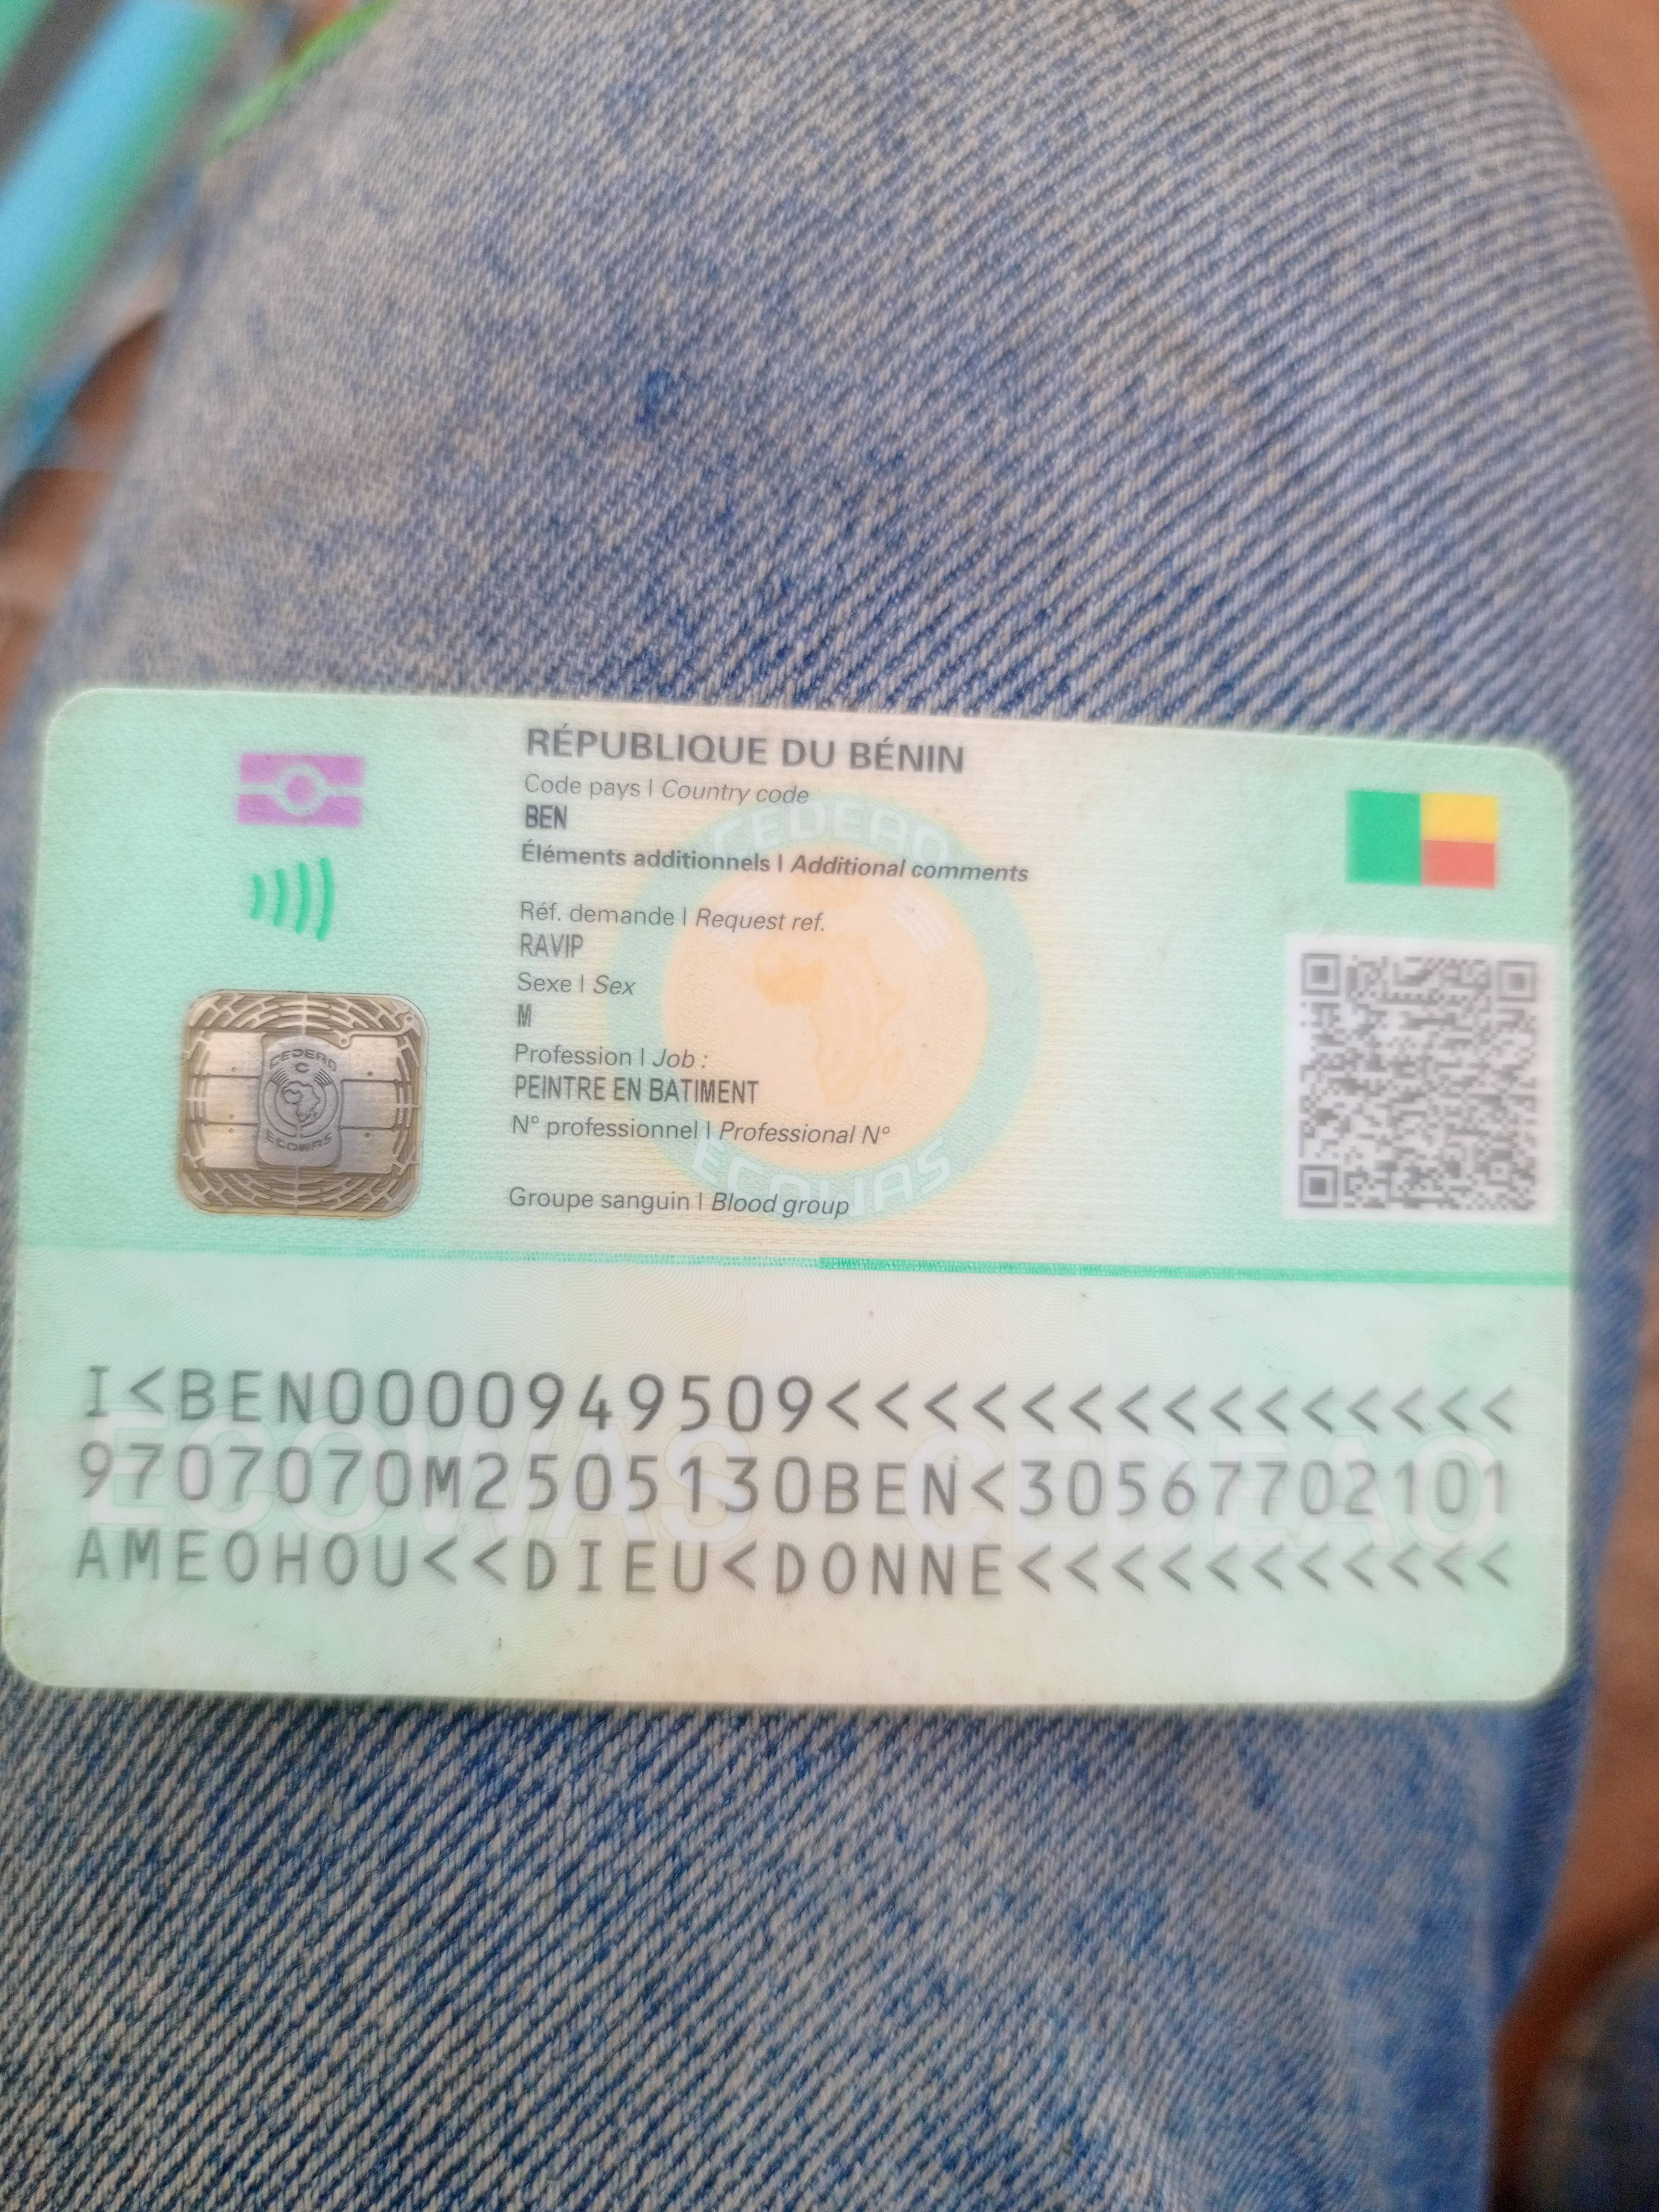 RÉPUBLIQUE DU BÉNIN
Code pays | Country code
BEN
Éléments additionnels | Additional comments
Réf. demande | Request ref.
RAVIP
Sexe | Sex
M
Profession | Job :
PEINTRE EN BATIMENT
N° professionnel | Professional N°
Groupe sanguin | Blood group
CEDEAO
ECOWAS
CEDEAO
ECOWAS
I<BEN0000949509<<<<<<<<<<<<<<<
9707070M2505130BEN<30567702101
AMEOHOU<<DIEU<DONNE<<<<<<<<<<<
ECOWAS CEDEAO